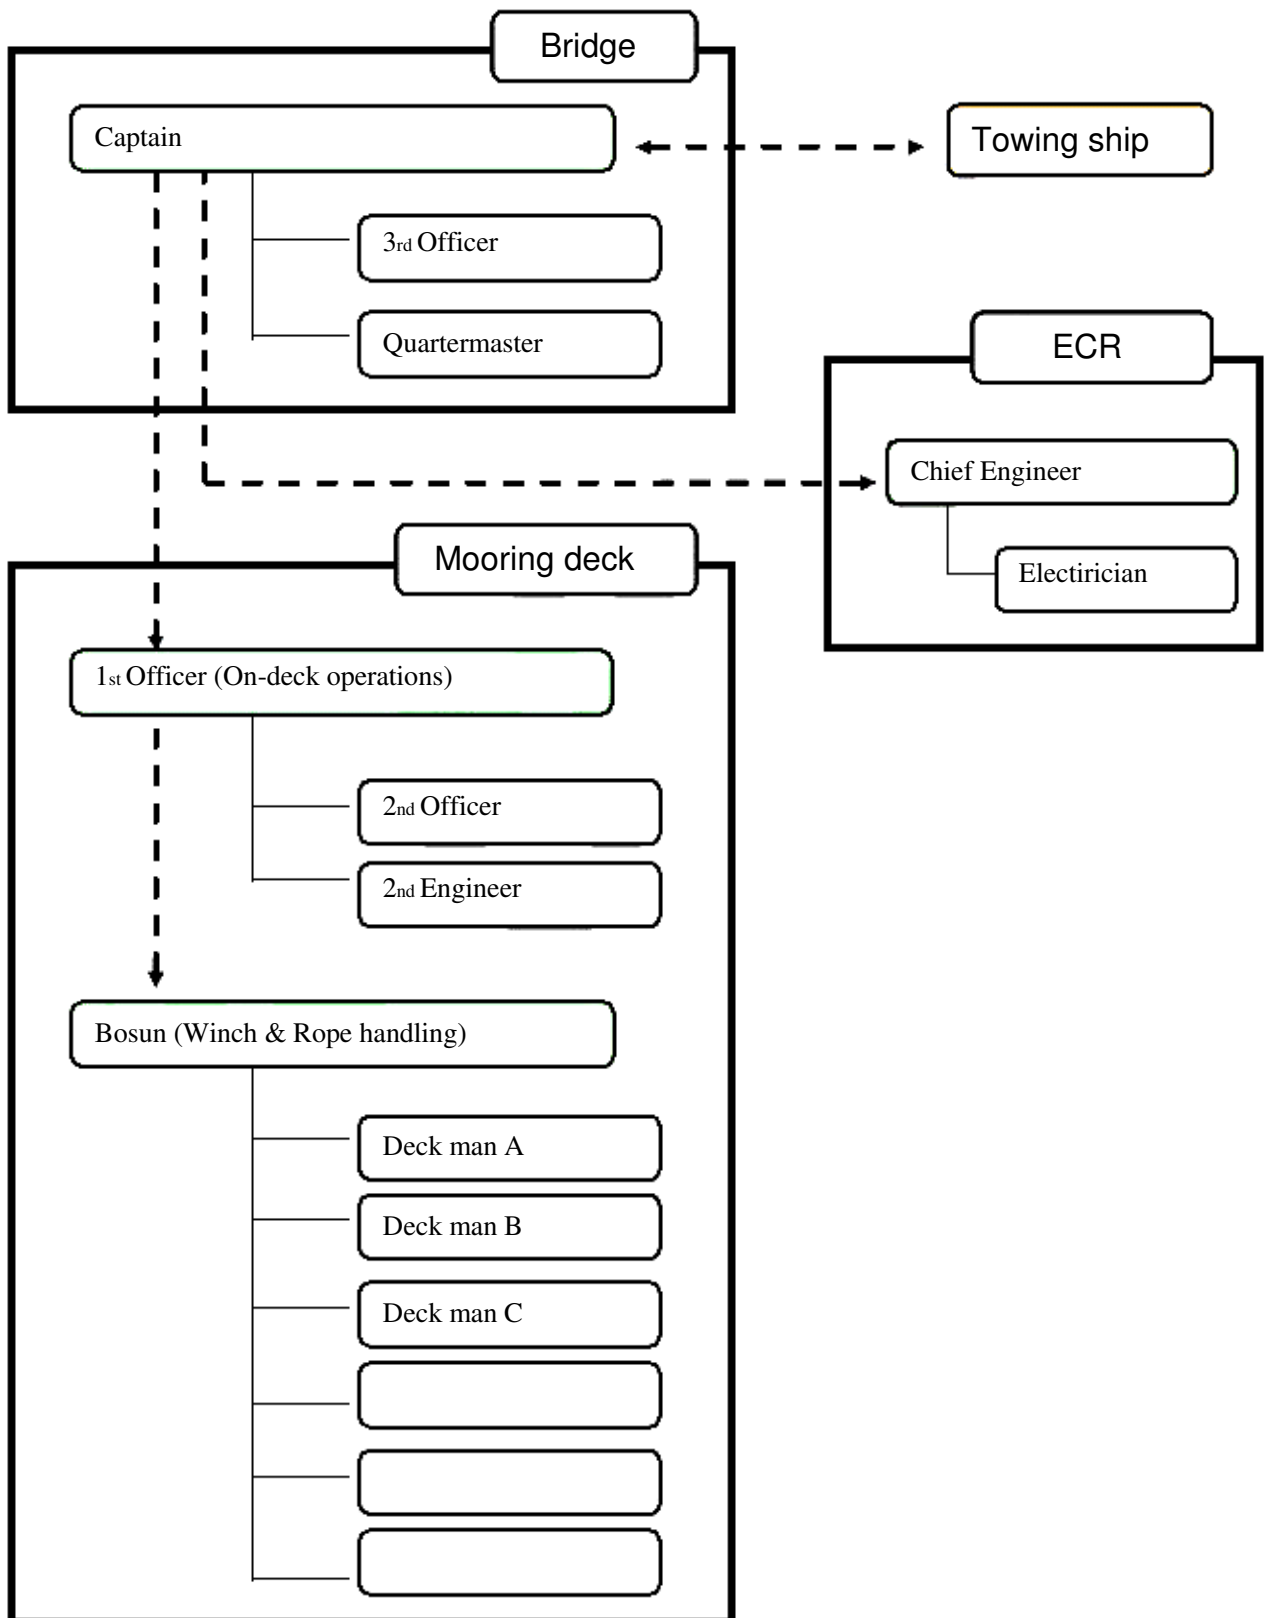 Bridge
Captain
Towing ship
3rd Officer
Quartermaster
ECR
Chief Engineer
Electirician
Mooring deck
1st Officer (On-deck operations)
2nd Officer
2nd Engineer
Bosun (Winch & Rope handling)
Deck man A
Deck man B
Deck man C